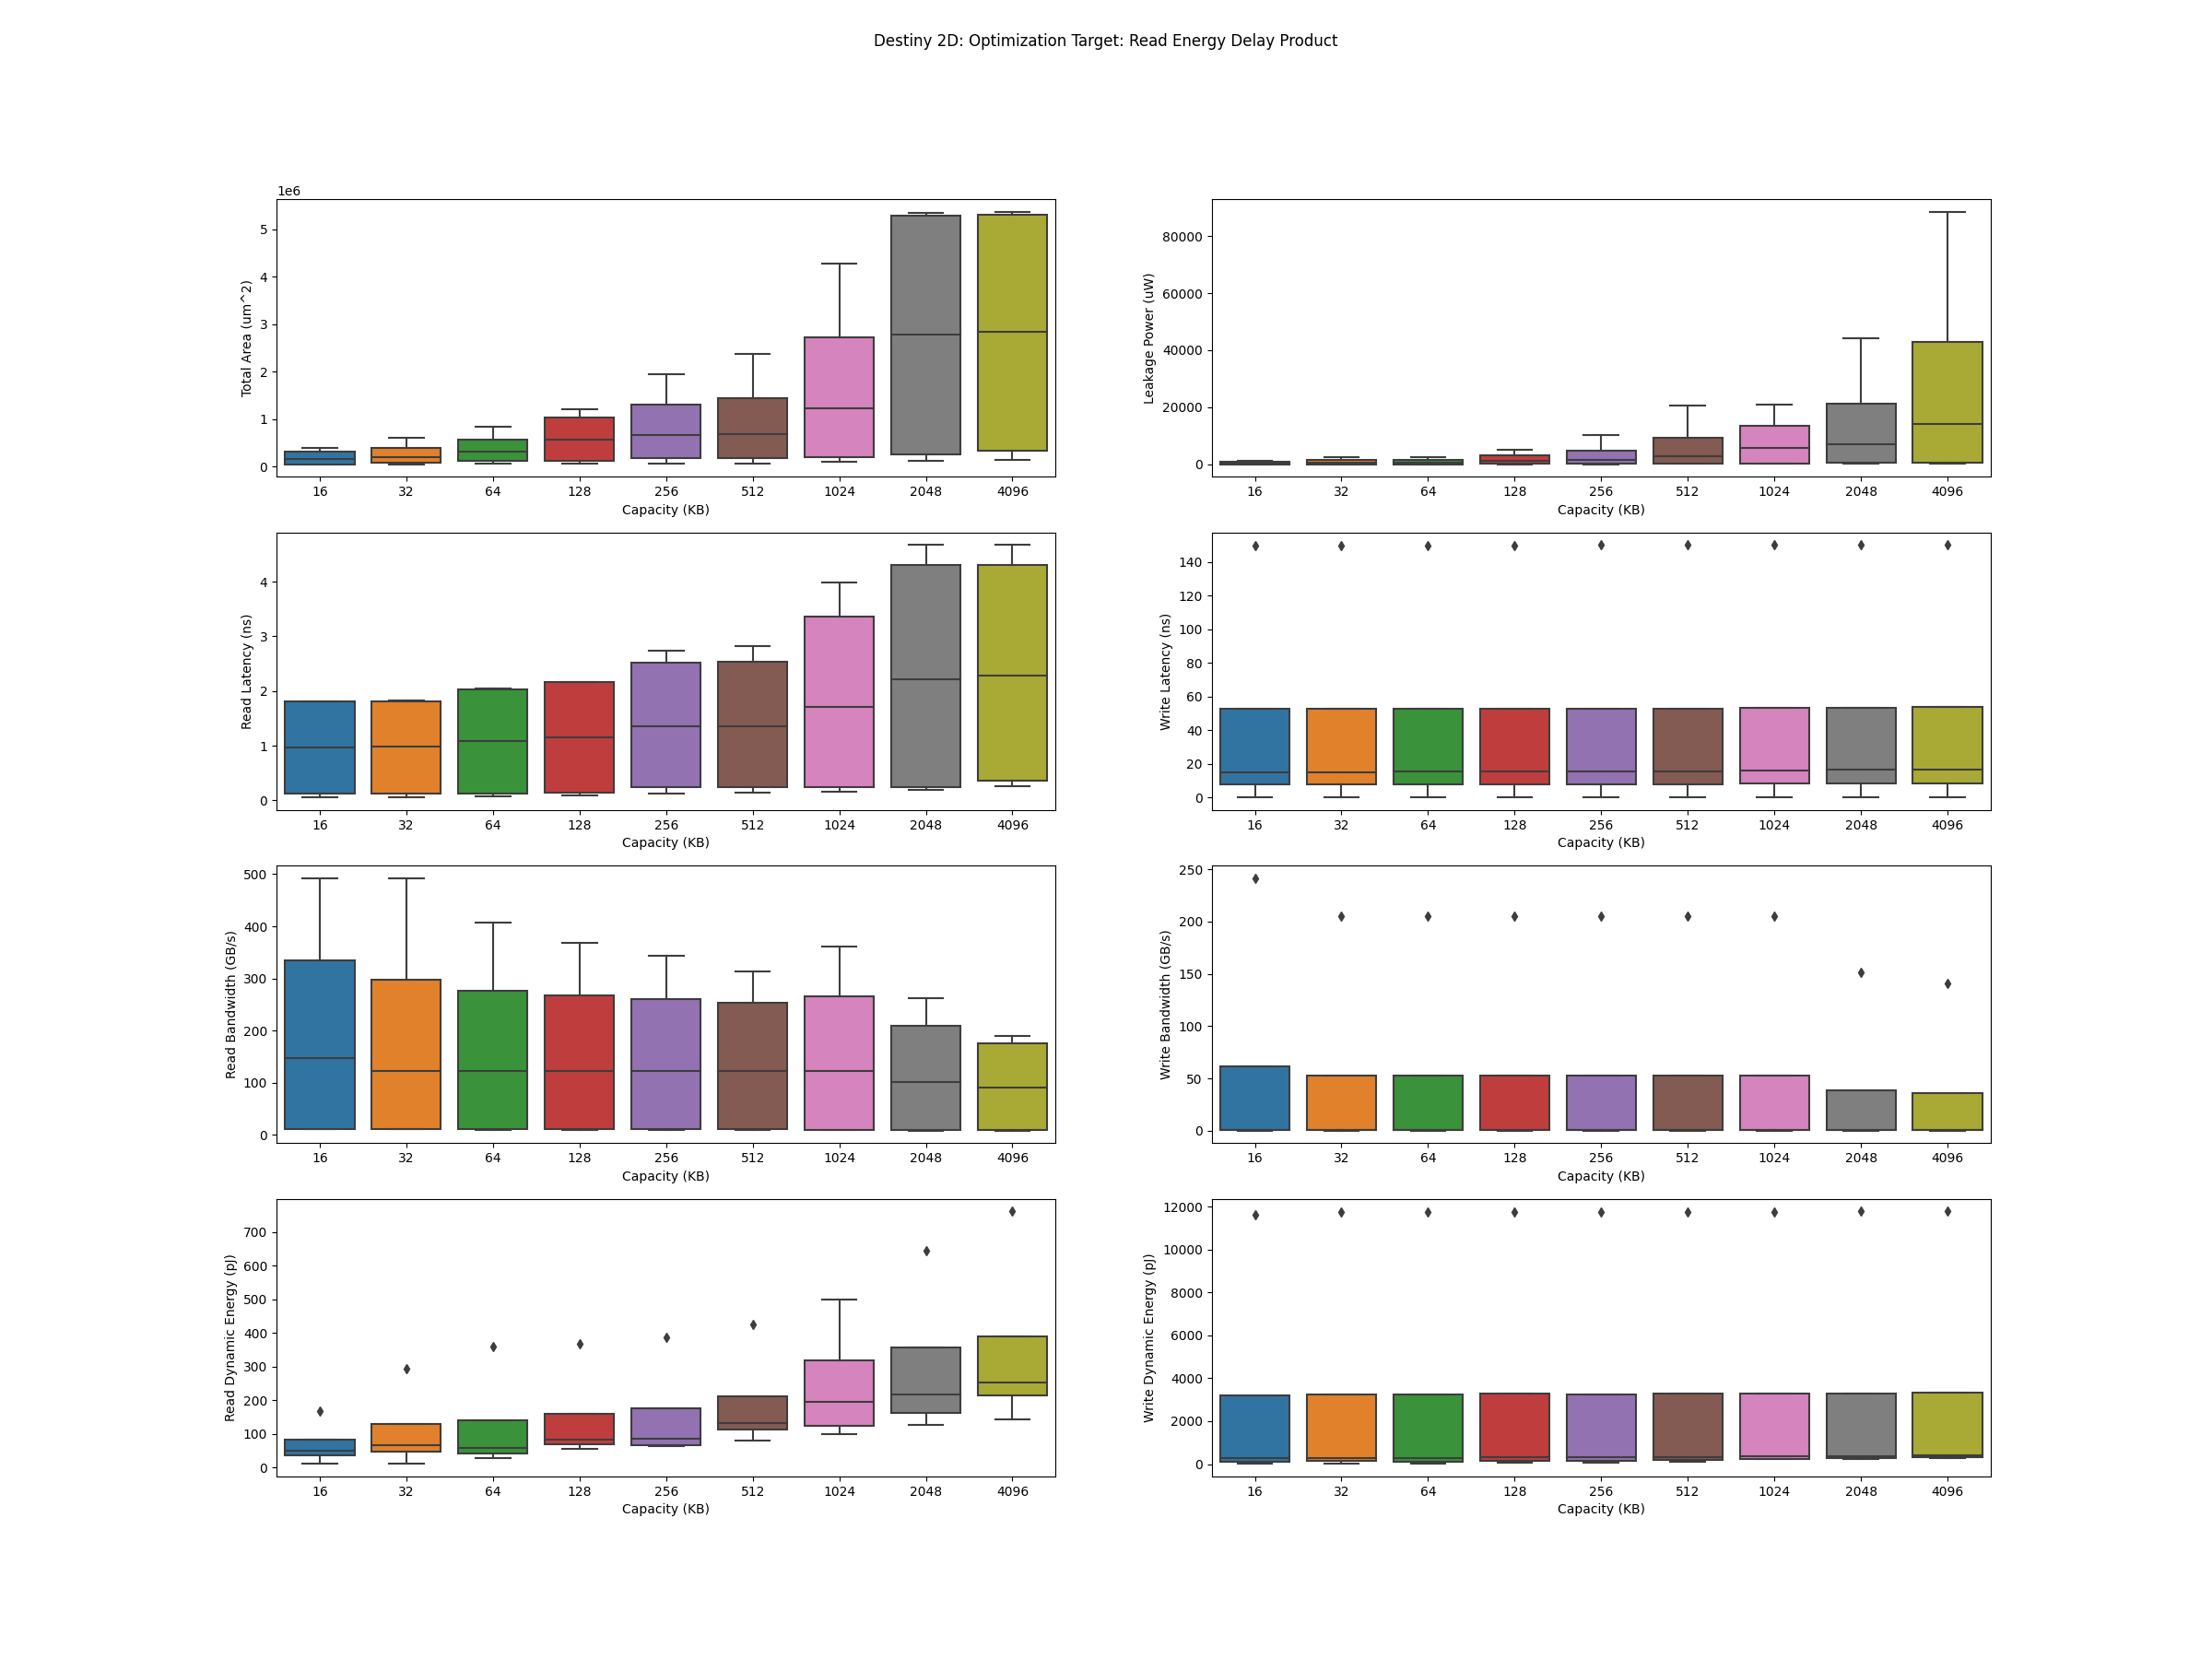 Destiny 2D: Optimization Target: Read Energy Delay Product
1e6
Total Area (um^2)
5
4
3
2
1
0
16 32 64 128 256 512 1024 2048 4096
Capacity (KB)
Leakage Power (uW)
80000
60000
40000
20000
0
16 32 64 128 256 512 1024 2048 4096
Capacity (KB)
Read Latency (ns)
4
3
2
1
0
16 32 64 128 256 512 1024 2048 4096
Capacity (KB)
Write Latency (ns)
140
120
100
80
60
40
20
0
16 32 64 128 256 512 1024 2048 4096
Capacity (KB)
Read Bandwidth (GB/s)
500
400
300
200
100
0
16 32 64 128 256 512 1024 2048 4096
Capacity (KB)
Write Bandwidth (GB/s)
250
200
150
100
50
0
16 32 64 128 256 512 1024 2048 4096
Capacity (KB)
Read Dynamic Energy (pJ)
700
600
500
400
300
200
100
0
16 32 64 128 256 512 1024 2048 4096
Capacity (KB)
Write Dynamic Energy (pJ)
12000
10000
8000
6000
4000
2000
0
16 32 64 128 256 512 1024 2048 4096
Capacity (KB)